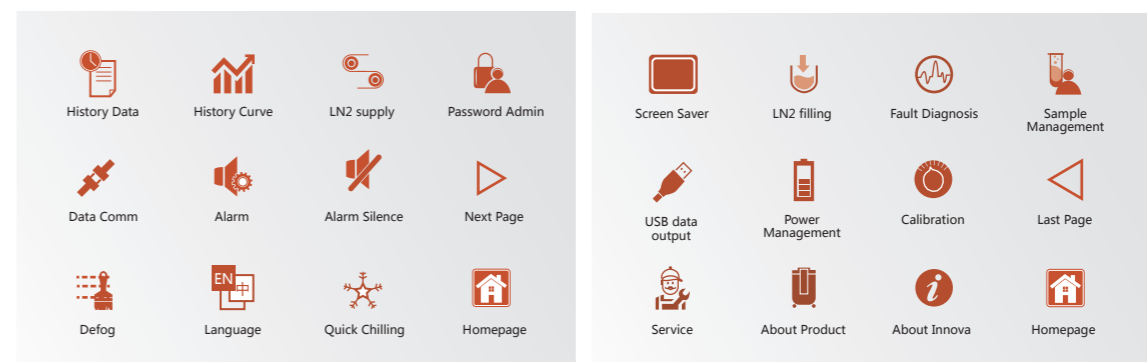 History Data
History Curve
LN2 supply
Password Admin
Data Comm
Alarm
Alarm Silence
Next Page
EN
中
Defog
Language
Quick Chilling
Homepage
Screen Saver
LN2 filling
Fault Diagnosis
Sample
Management
USB data
output
Power
Management
Calibration
Last Page
i
Service
About Product
About Innova
Homepage